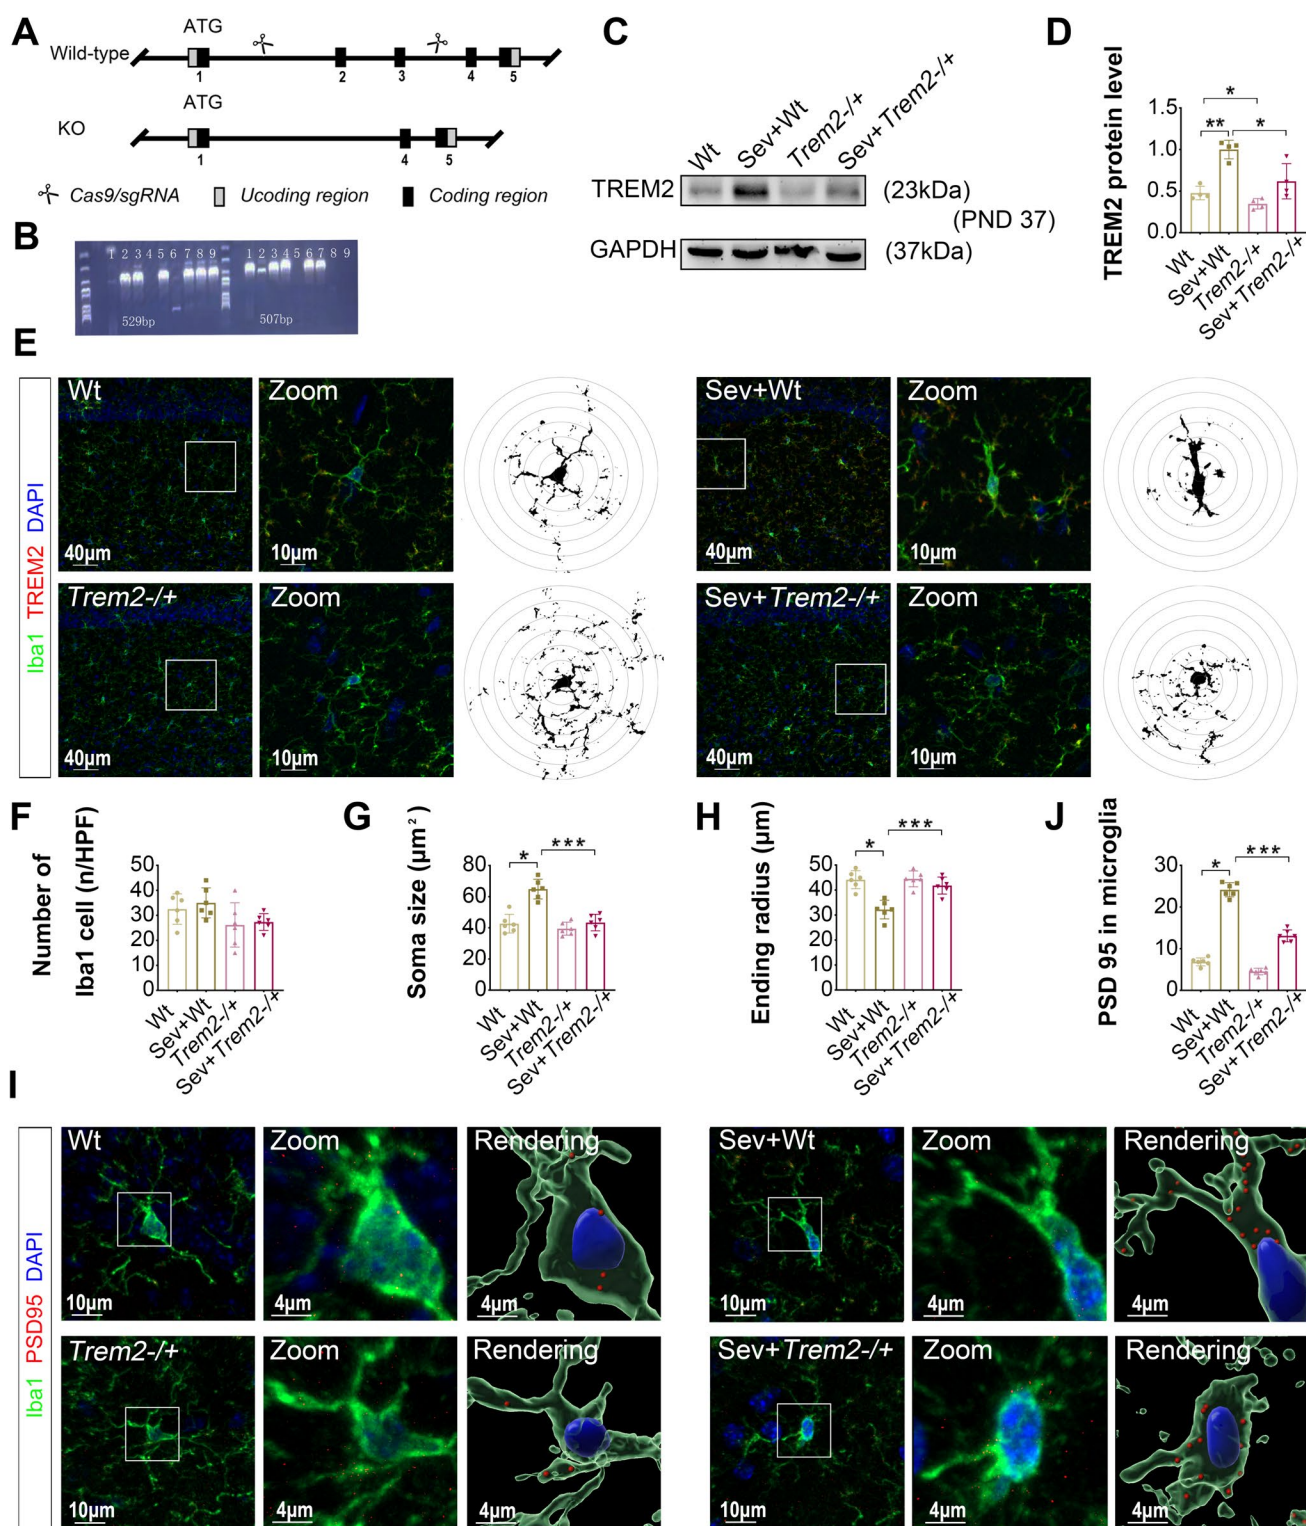 A
ATG
Wild-type
1 2 3 4 5
ATG
KO
1 4 5
Cas9/sgRNA Ucoding region Coding region
B
1 2 3 4 5 6 7 8 9 1 2 3 4 5 6 7 8 9
529bp 507bp
C
Wt Sev+Wt Trem2-/+ Sev+Trem2-/+
TREM2 (23kDa)
(PND 37)
GAPDH (37kDa)
D
TREM2 protein level
1.5
1.0
0.5
0.0
* ** *
Wt Sev+Wt Trem2-/+ Sev+Trem2-/+
E
Iba1 TREM2 DAPI
Wt Zoom Sev+Wt Zoom
40μm 10μm 40μm 10μm
Trem2-/+ Zoom Sev+Trem2-/+ Zoom
40μm 10μm 40μm 10μm
F
Number of
Iba1 cell (n/HPF)
50
40
30
20
10
0
Wt Sev+Wt Trem2-/+ Sev+Trem2-/+
G
Soma size (μm²)
80
60
40
20
0
* ***
Wt Sev+Wt Trem2-/+ Sev+Trem2-/+
H
Ending radius (μm)
50
40
30
20
10
0
* ***
Wt Sev+Wt Trem2-/+ Sev+Trem2-/+
J
PSD 95 in microglia
30
20
10
0
* ***
Wt Sev+Wt Trem2-/+ Sev+Trem2-/+
I
Iba1 PSD95 DAPI
Wt Zoom Rendering Sev+Wt Zoom Rendering
10μm 4μm 4μm 10μm 4μm 4μm
Trem2-/+ Zoom Rendering Sev+Trem2-/+ Zoom Rendering
10μm 4μm 4μm 10μm 4μm 4μm